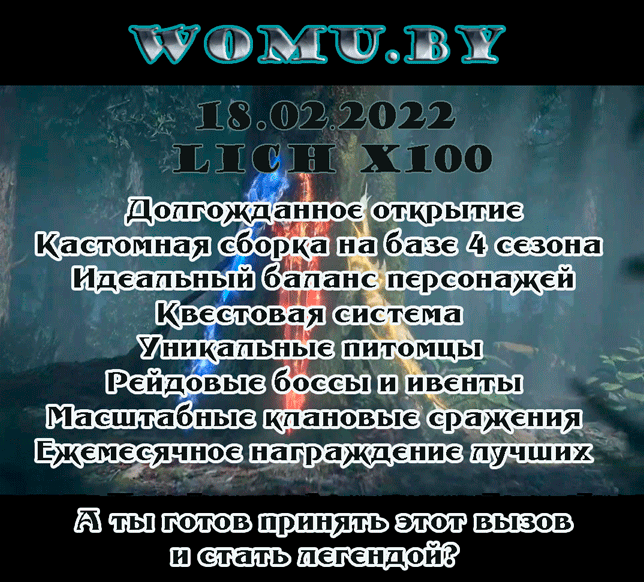 WOMU.BY
18.02.2022
LICH X100
Долгожданное открытие
Кастомная сборка на базе 4 сезона
Идеальный баланс персонажей
Квестовая система
Уникальные питомцы
Рейдовые боссы и ивенты
Масштабные клановые сражения
Ежемесячное награждение лучших
А ты готов принять этот вызов
и стать легендой?